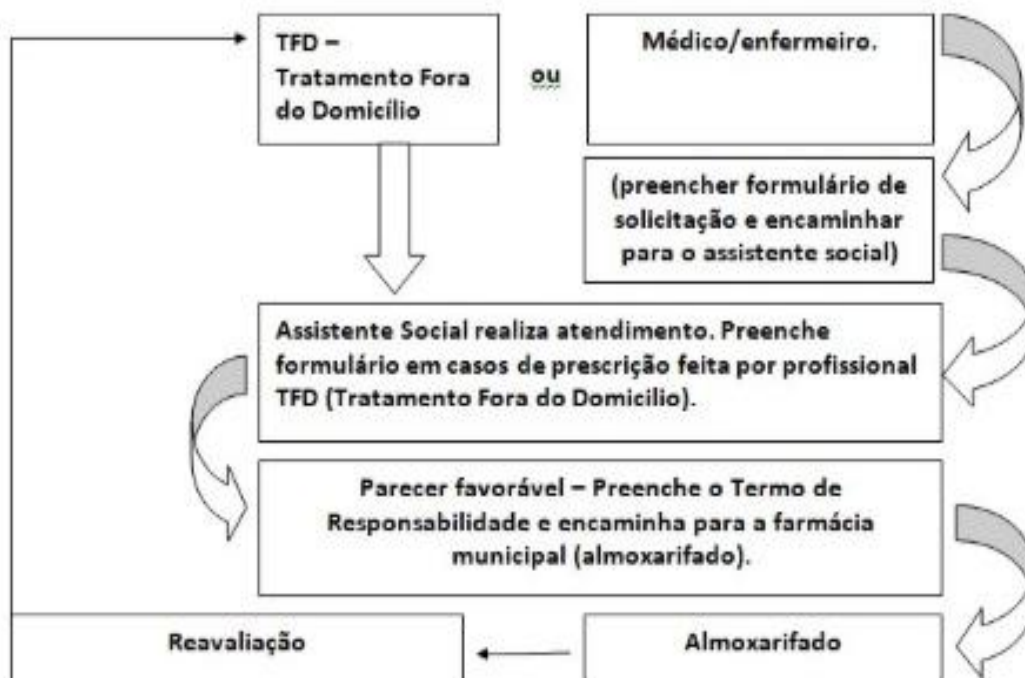 TFD –
Tratamento Fora
do Domicílio
ou
Médico/enfermeiro.
(preencher formulário de
solicitação e encaminhar
para o assistente social)
Assistente Social realiza atendimento. Preenche
formulário em casos de prescrição feita por profissional
TFD (Tratamento Fora do Domicilio).
Parecer favorável – Preenche o Termo de
Responsabilidade e encaminha para a farmácia
municipal (almoxarifado).
Reavaliação
Almoxarifado